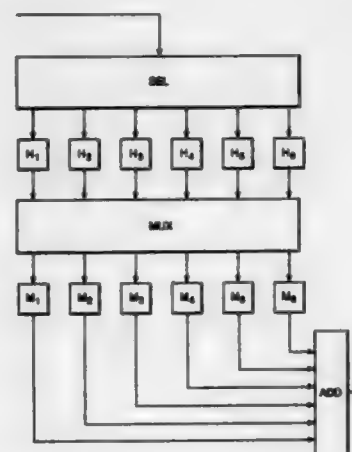 SEL
H₁ H₂ H₃ H₄ H₅ H₆
MUX
M₁ M₂ M₃ M₄ M₅ M₆
ADD